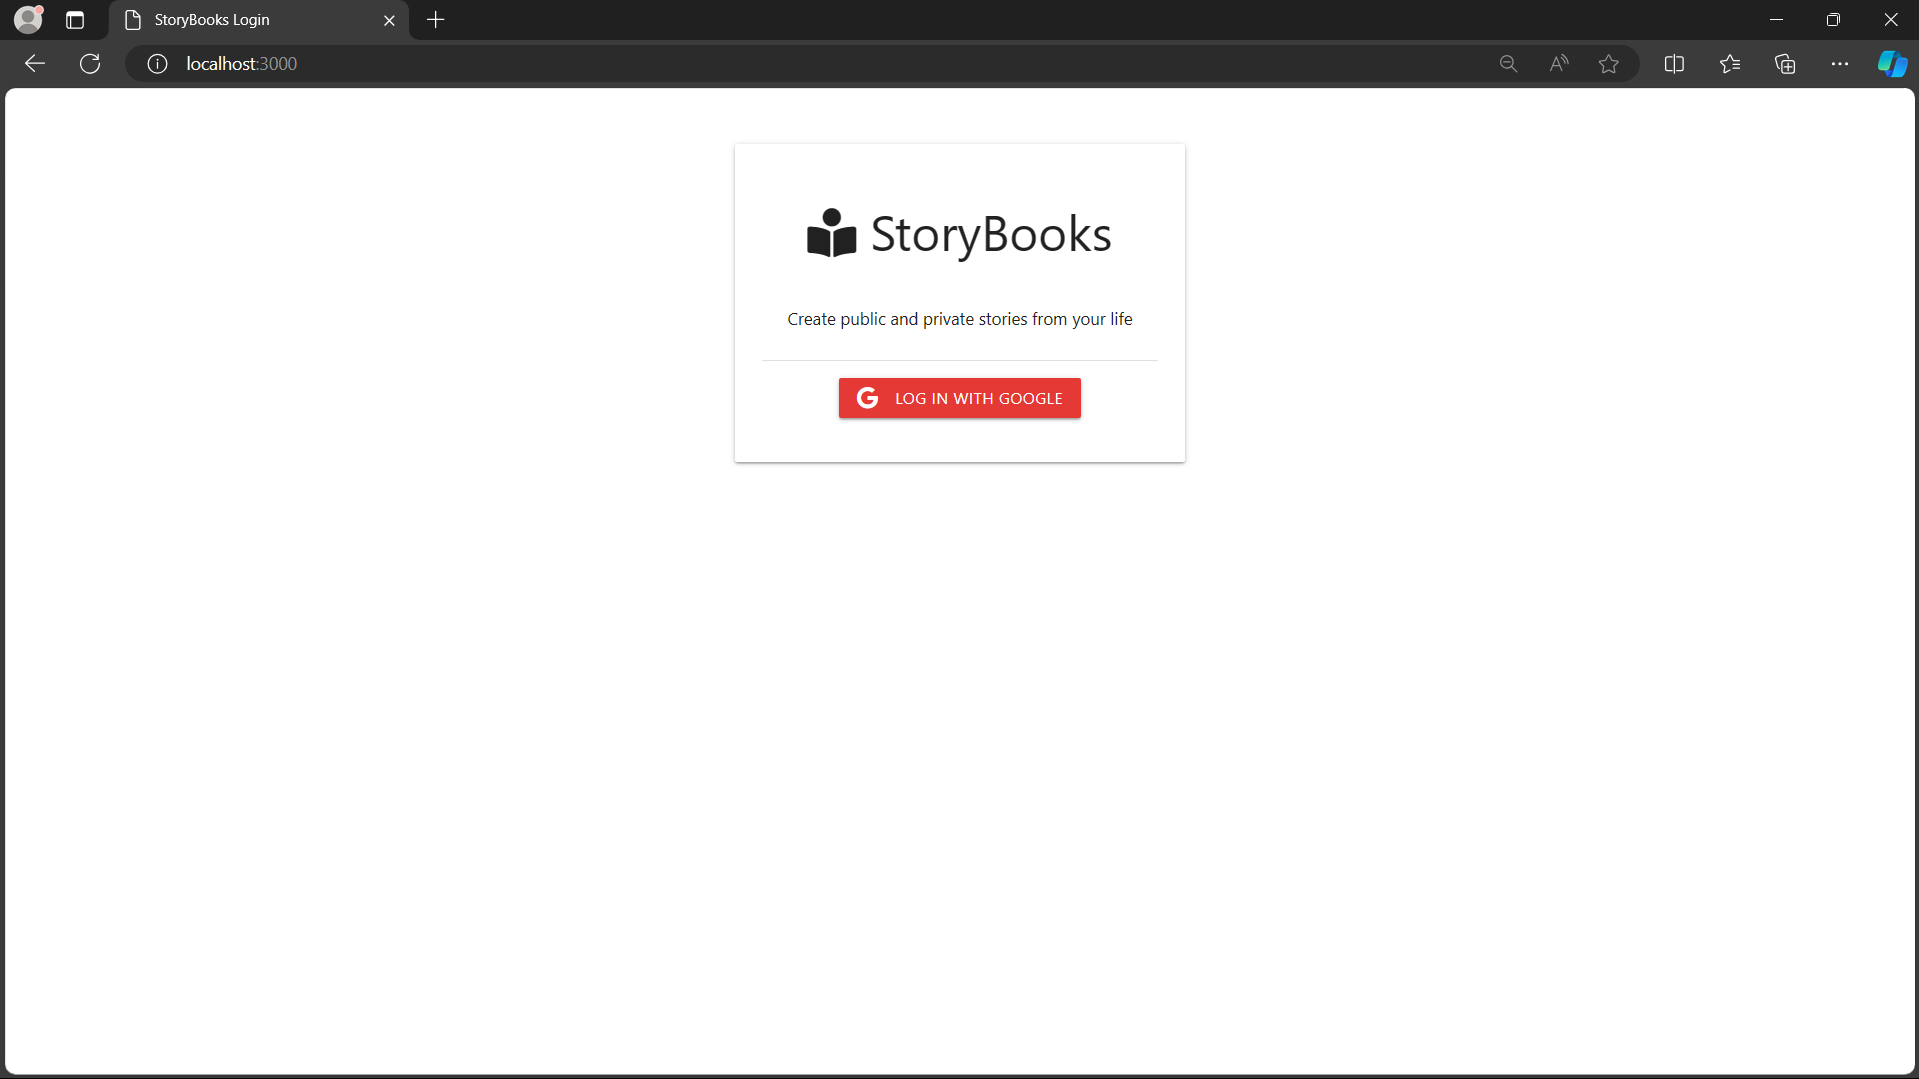 StoryBooks Login
localhost:3000
StoryBooks
Create public and private stories from your life
G LOG IN WITH GOOGLE